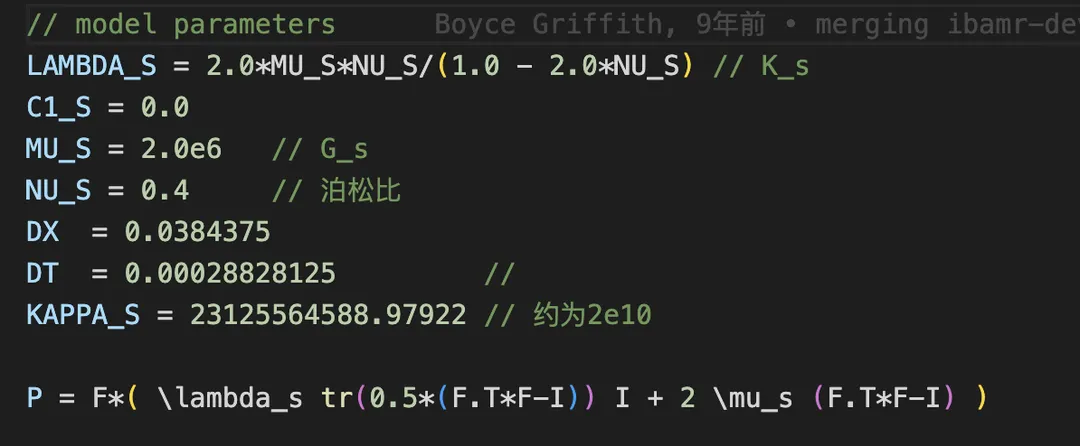 // model parameters Boyce Griffith, 9年前 • merging ibamr-de
LAMBDA_S = 2.0*MU_S*NU_S/(1.0 - 2.0*NU_S) // K_s
C1_S = 0.0
MU_S = 2.0e6 // G_s
NU_S = 0.4 // 泊松比
DX = 0.0384375
DT = 0.00028828125 //
KAPPA_S = 23125564588.97922 // 约为2e10
P = F*( \lambda_s tr(0.5*(F.T*F-I)) I + 2 \mu_s (F.T*F-I) )